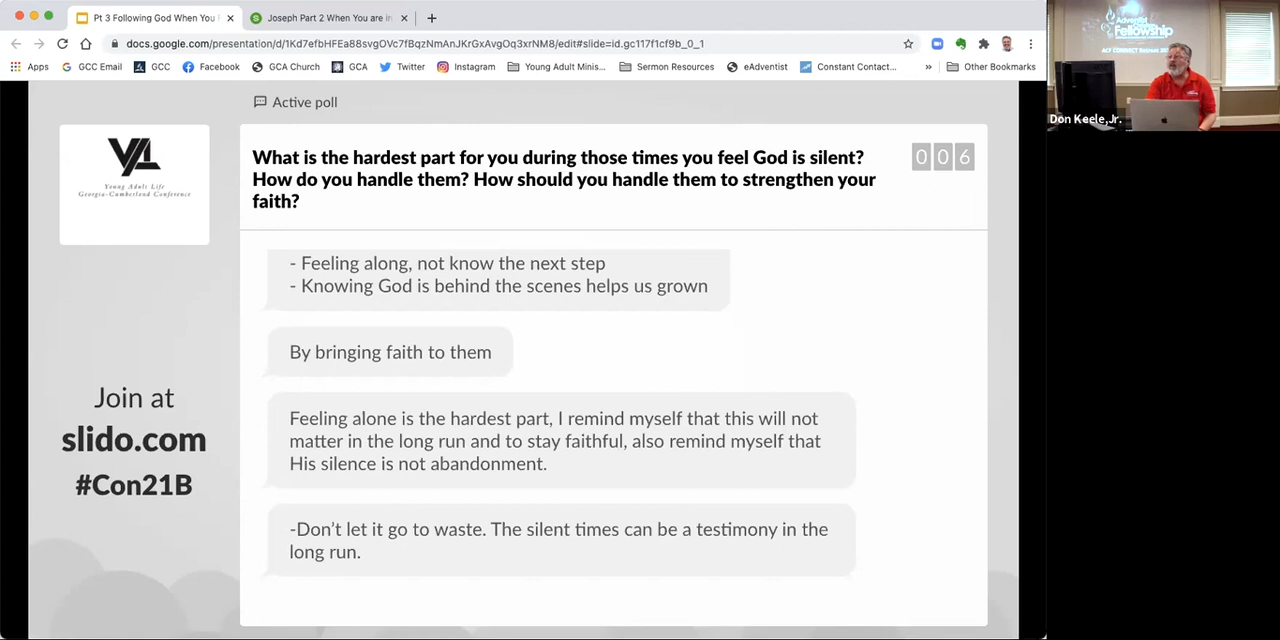 Pt 3 Following God When You F
Joseph Part 2 When You are in
docs.google.com/presentation/d/1Kd7efbHFEa88svgOVc7fBqzNmAnJKrGxAvgOq3xrNM8/edit#slide=id.gc117f1cf9b_0_1
Apps
GCC Email
GCC
Facebook
GCA Church
GCA
Twitter
Instagram
Young Adult Minis...
Sermon Resources
eAdventist
Constant Contact...
»
Other Bookmarks
Adventist
Fellowship
ACF CONNECT Retreat
Don Keele,Jr.
Active poll
YAL
Young Adult Life
Georgia-Cumberland Conference
What is the hardest part for you during those times you feel God is silent?
How do you handle them? How should you handle them to strengthen your
faith?
006
- Feeling along, not know the next step
- Knowing God is behind the scenes helps us grown
By bringing faith to them
Feeling alone is the hardest part, I remind myself that this will not
matter in the long run and to stay faithful, also remind myself that
His silence is not abandonment.
-Don’t let it go to waste. The silent times can be a testimony in the
long run.
Join at
slido.com
#Con21B